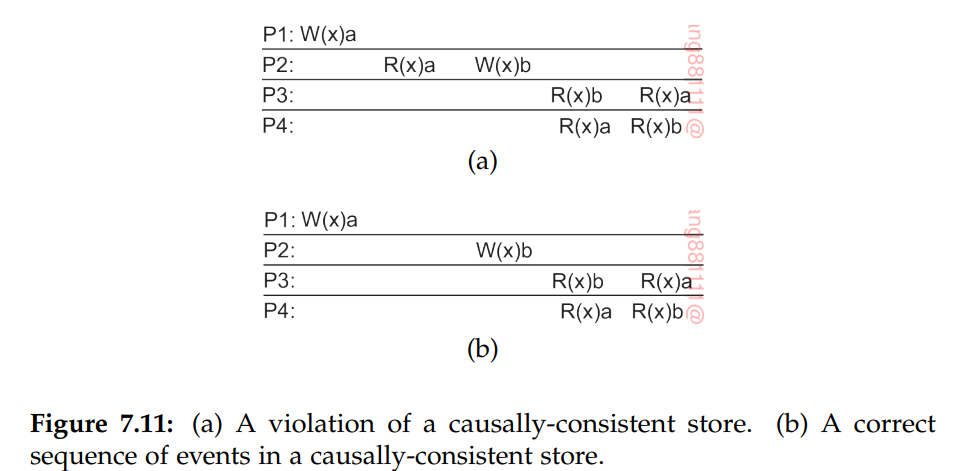 P1: W(x)a
P2: R(x)a W(x)b
P3: R(x)b R(x)a
P4: R(x)a R(x)b
(a)
P1: W(x)a
P2: W(x)b
P3: R(x)b R(x)a
P4: R(x)a R(x)b
(b)
Figure 7.11: (a) A violation of a causally-consistent store. (b) A correct
sequence of events in a causally-consistent store.